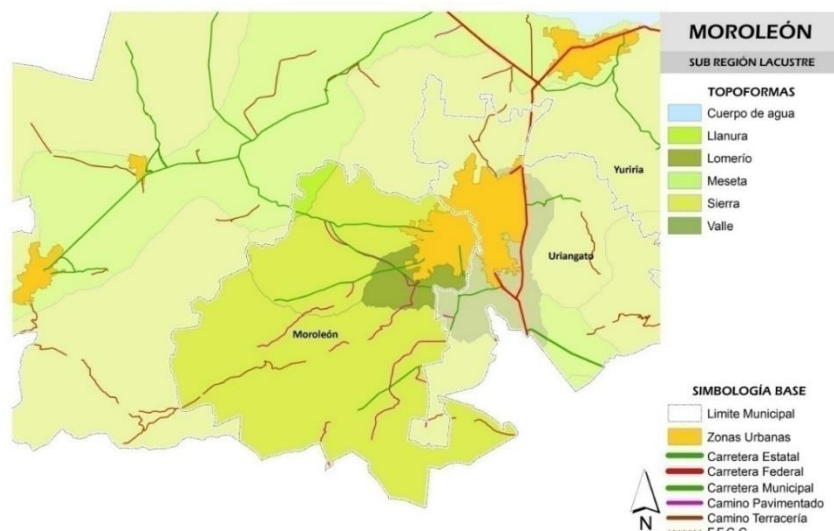 MOROLEÓN
SUB REGIÓN LACUSTRE
TOPOFORMAS
Cuerpo de agua
Llanura
Lomerío
Meseta
Sierra
Valle
Yuriria
Uriangato
Moroleón
SIMBOLOGÍA BASE
Limite Municipal
Zonas Urbanas
Carretera Estatal
Carretera Federal
Carretera Municipal
Camino Pavimentado
Camino Terracería
N